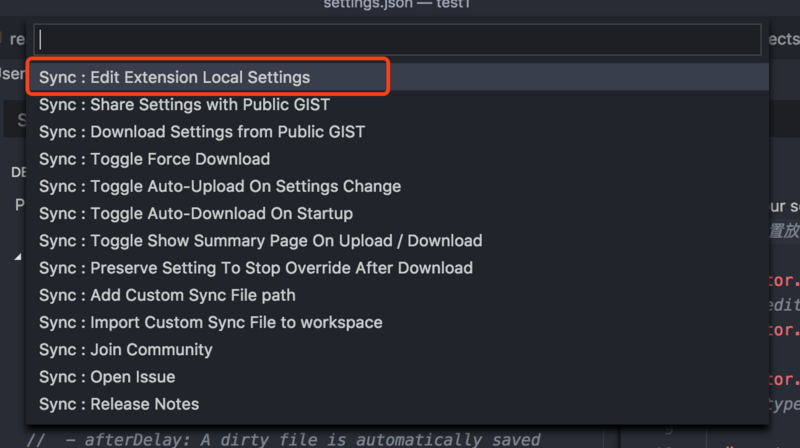 settings.json — test1
re
ects
User
Sync : Edit Extension Local Settings
Sync : Share Settings with Public GIST
Sync : Download Settings from Public GIST
Sync : Toggle Force Download
Sync : Toggle Auto-Upload On Settings Change
Sync : Toggle Auto-Download On Startup
Sync : Toggle Show Summary Page On Upload / Download
Sync : Preserve Setting To Stop Override After Download
Sync : Add Custom Sync File path
Sync : Import Custom Sync File to workspace
Sync : Join Community
Sync : Open Issue
Sync : Release Notes
S
DE
P
ur s
置放
tor.
edit
tor.
tor.
type
9
// - afterDelay: A dirty file is automatically saved